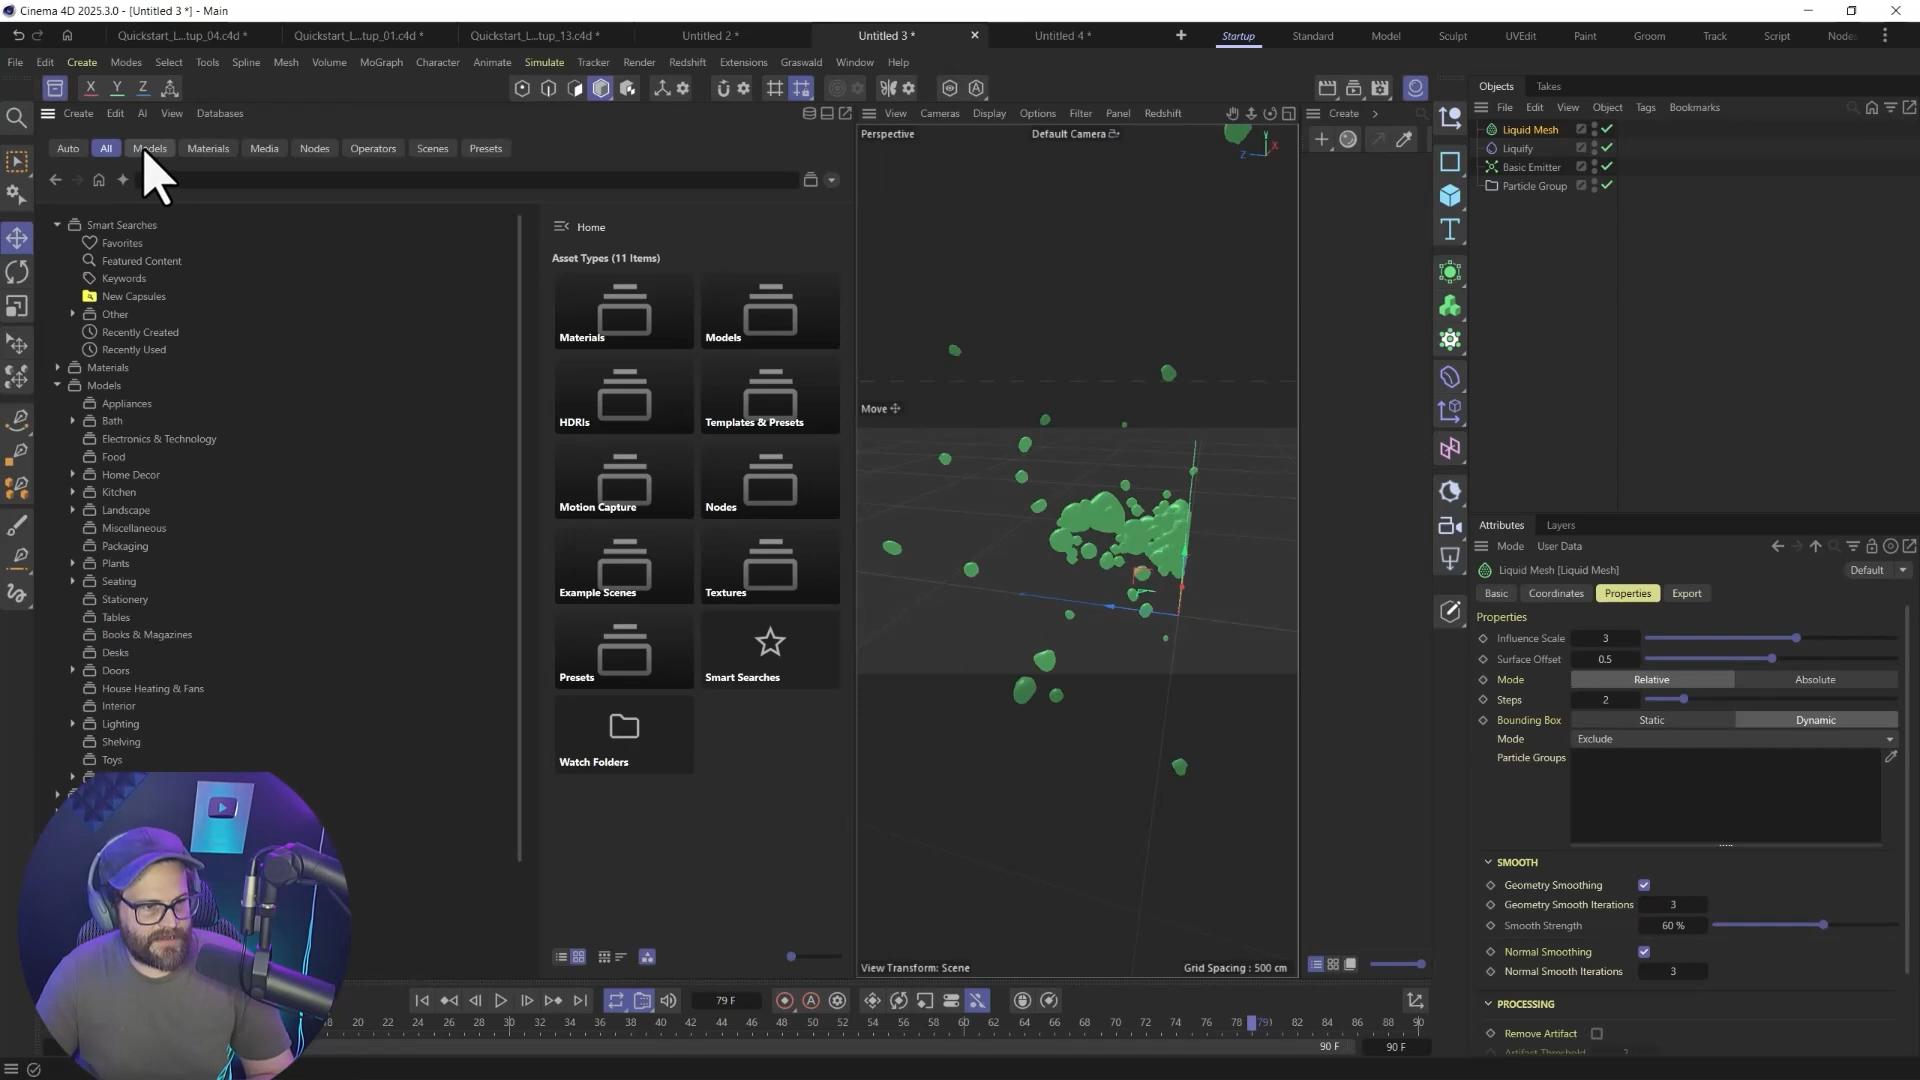 Cinema 4D 2025.3.0 - [Untitled 3 *] - Main
Quickstart_L...tup_04.c4d *
Quickstart_L...tup_01.c4d *
Quickstart_L...tup_13.c4d *
Untitled 2 *
Untitled 3 *
Untitled 4 *
Startup
Standard
Model
Sculpt
UVEdit
Paint
Groom
Track
Script
Nodes
File Edit Create Modes Select Tools Spline Mesh Volume MoGraph Character Animate Simulate Tracker Render Redshift Extensions Graswald Window Help
X Y Z
Objects Takes
File Edit View Object Tags Bookmarks
Create Edit AI View Databases
View Cameras Display Options Filter Panel Redshift
Create
Auto All Models Materials Media Nodes Operators Scenes Presets
Perspective
Default Camera
Y
X
Z
Liquid Mesh
Liquify
Basic Emitter
Particle Group
Smart Searches
Favorites
Featured Content
Keywords
New Capsules
Other
Recently Created
Recently Used
Materials
Models
Appliances
Bath
Electronics & Technology
Food
Home Decor
Kitchen
Landscape
Miscellaneous
Packaging
Plants
Seating
Stationery
Tables
Books & Magazines
Desks
Doors
House Heating & Fans
Interior
Lighting
Shelving
Toys
Home
Asset Types (11 Items)
Materials
Models
HDRIs
Templates & Presets
Motion Capture
Nodes
Example Scenes
Textures
Presets
Smart Searches
Watch Folders
Move
View Transform: Scene
Grid Spacing : 500 cm
Attributes Layers
Mode User Data
Liquid Mesh [Liquid Mesh]
Default
Basic Coordinates Properties Export
Properties
Influence Scale 3
Surface Offset 0.5
Mode Relative Absolute
Steps 2
Bounding Box Static Dynamic
Mode Exclude
Particle Groups
SMOOTH
Geometry Smoothing
Geometry Smooth Iterations 3
Smooth Strength 60 %
Normal Smoothing
Normal Smooth Iterations 3
PROCESSING
Remove Artifact
Artifact Threshold 2
79 F
18 20 22 24 26 28 30 32 34 36 38 40 42 44 46 48 50 52 54 56 58 60 62 64 66 68 70 72 74 76 78 79 82 84 86 88 90
90 F
90 F